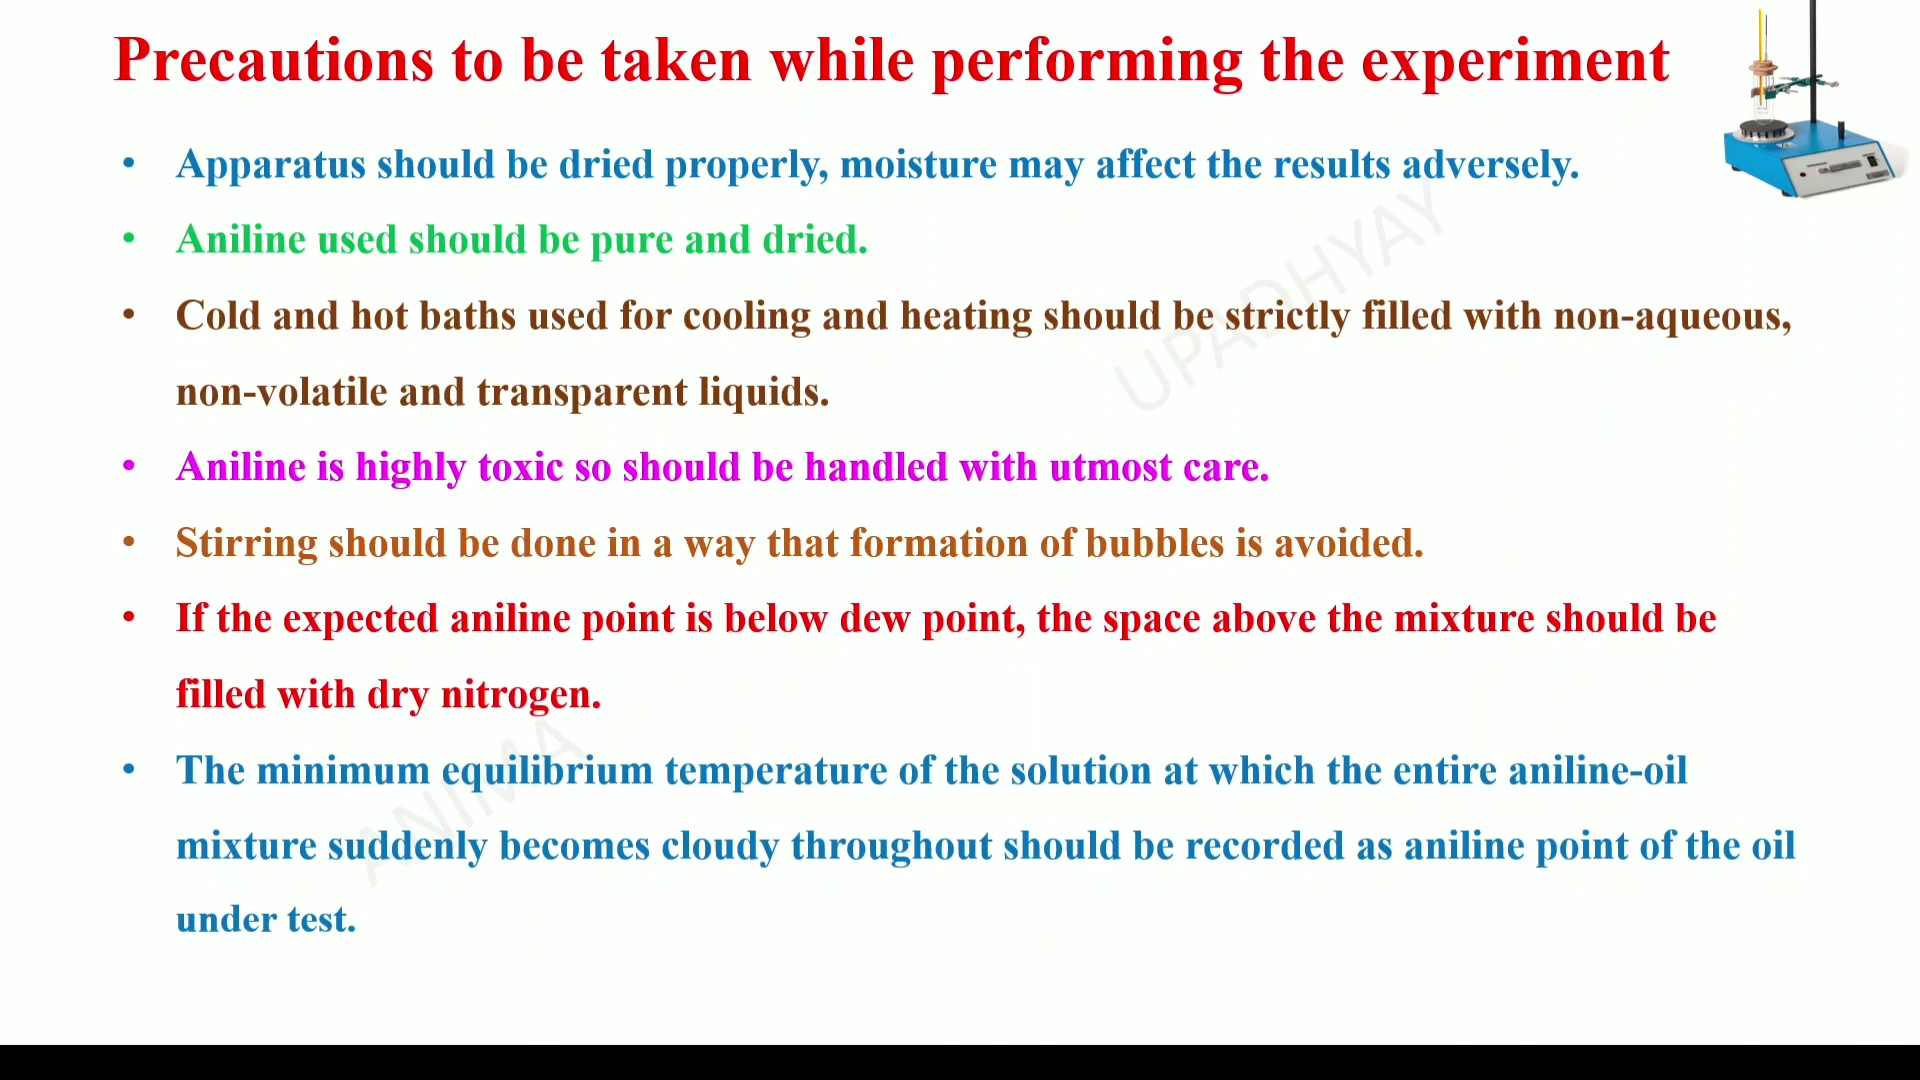 Precautions to be taken while performing the experiment
• Apparatus should be dried properly, moisture may affect the results adversely.
• Aniline used should be pure and dried.
• Cold and hot baths used for cooling and heating should be strictly filled with non-aqueous,
non-volatile and transparent liquids.
• Aniline is highly toxic so should be handled with utmost care.
• Stirring should be done in a way that formation of bubbles is avoided.
• If the expected aniline point is below dew point, the space above the mixture should be
filled with dry nitrogen.
• The minimum equilibrium temperature of the solution at which the entire aniline-oil
mixture suddenly becomes cloudy throughout should be recorded as aniline point of the oil
under test.
ANIMA UPADHYAY